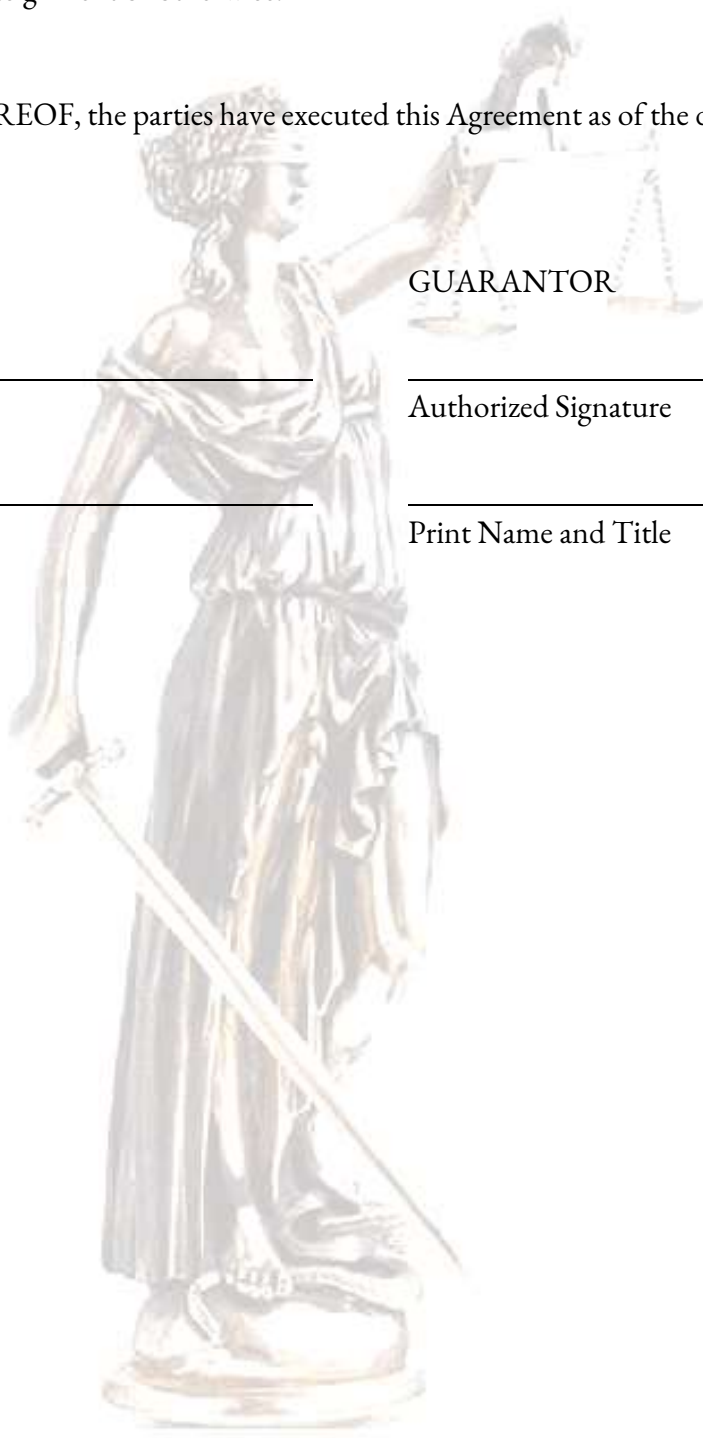 REOF, the parties have executed this Agreement as of the
GUARANTOR
Authorized Signature
Print Name and Title